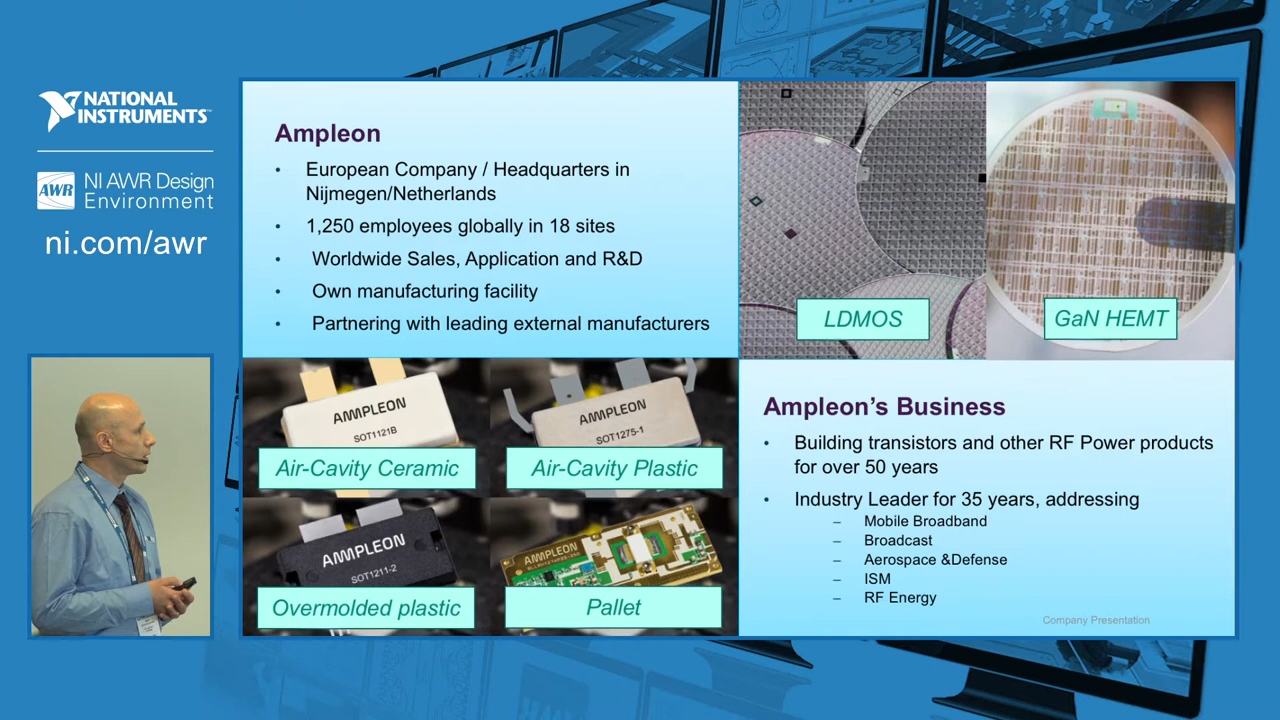 NATIONAL
INSTRUMENTS™
AWR
NI AWR Design
Environment
ni.com/awr
Ampleon
• European Company / Headquarters in
Nijmegen/Netherlands
• 1,250 employees globally in 18 sites
• Worldwide Sales, Application and R&D
• Own manufacturing facility
• Partnering with leading external manufacturers
LDMOS
GaN HEMT
AMPLEON
SOT1121B
Air-Cavity Ceramic
AMPLEON
SOT1275-1
Air-Cavity Plastic
AMPLEON
SOT1211-2
Overmolded plastic
AMPLEON
Pallet
Ampleon’s Business
• Building transistors and other RF Power products
for over 50 years
• Industry Leader for 35 years, addressing
– Mobile Broadband
– Broadcast
– Aerospace &Defense
– ISM
– RF Energy
Company Presentation